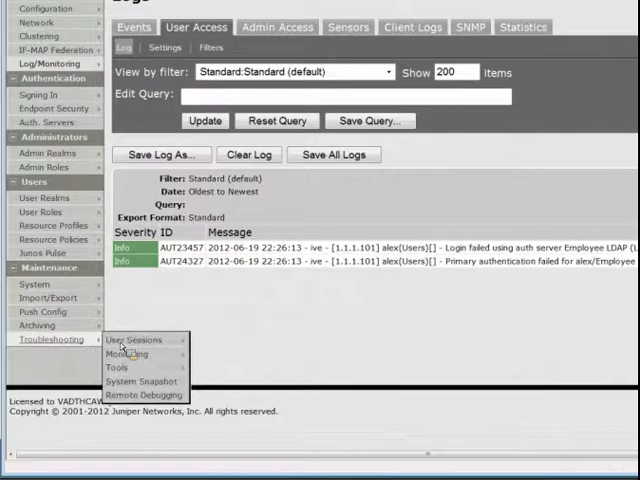 Logs
Configuration
Network
Clustering
IF-MAP Federation
Log/Monitoring
Authentication
Signing In
Endpoint Security
Auth. Servers
Administrators
Admin Realms
Admin Roles
Users
User Realms
User Roles
Resource Profiles
Resource Policies
Junos Pulse
Maintenance
System
Import/Export
Push Config
Archiving
Troubleshooting
User Sessions
Monitoring
Tools
System Snapshot
Remote Debugging
Events User Access Admin Access Sensors Client Logs SNMP Statistics
Log Settings Filters
View by filter: Standard:Standard (default) Show 200 items
Edit Query:
Update Reset Query Save Query...
Save Log As... Clear Log Save All Logs
Filter: Standard (default)
Date: Oldest to Newest
Query:
Export Format: Standard
Severity ID Message
Info AUT23457 2012-06-19 22:26:13 - ive - [1.1.1.101] alex(Users)[] - Login failed using auth server Employee LDAP (L
Info AUT24327 2012-06-19 22:26:13 - ive - [1.1.1.101] alex(Users)[] - Primary authentication failed for alex/Employee
Licensed to VADTHCAW
Copyright © 2001-2012 Juniper Networks, Inc. All rights reserved.